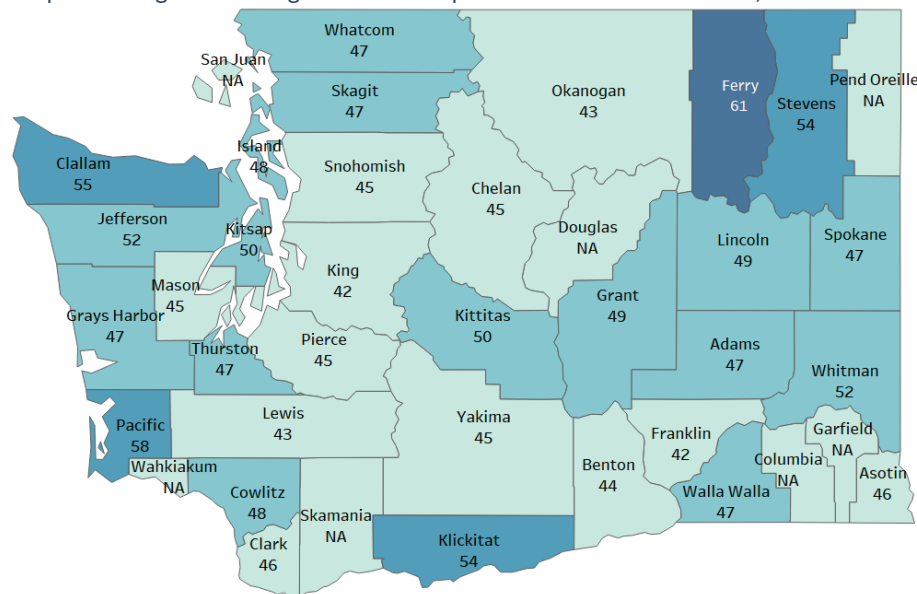 Whatcom
47
San Juan
NA
Skagit
47
Okanogan
43
Ferry
61
Stevens
54
Pend Oreille
NA
Island
48
Clallam
55
Snohomish
45
Chelan
45
Jefferson
52
Kitsap
50
Douglas
NA
Lincoln
49
Spokane
47
Mason
45
King
42
Grant
49
Grays Harbor
47
Kittitas
50
Thurston
47
Pierce
45
Adams
47
Whitman
52
Pacific
58
Lewis
43
Yakima
45
Franklin
42
Garfield
NA
Wahkiakum
NA
Benton
44
Columbia
NA
Asotin
46
Cowlitz
48
Skamania
NA
Walla Walla
47
Clark
46
Klickitat
54